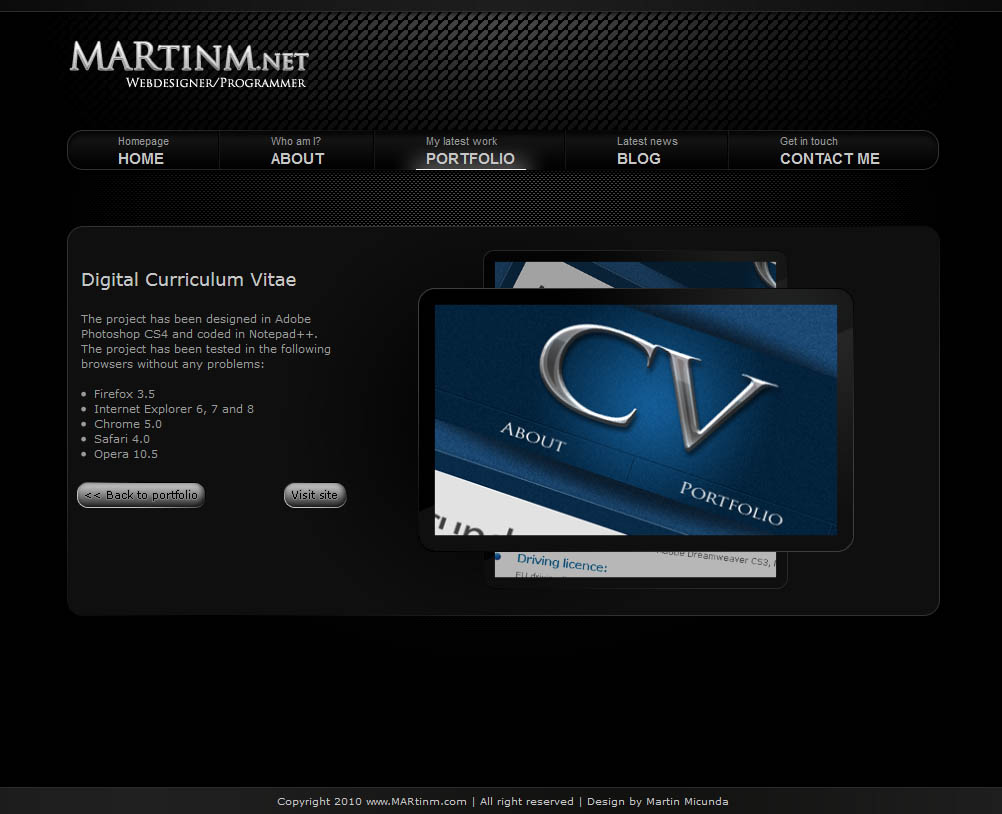 MARTINM.NET
WEBDESIGNER/PROGRAMMER
Homepage
HOME
Who am I?
ABOUT
My latest work
PORTFOLIO
Latest news
BLOG
Get in touch
CONTACT ME
Digital Curriculum Vitae
The project has been designed in Adobe
Photoshop CS4 and coded in Notepad++.
The project has been tested in the following
browsers without any problems:
Firefox 3.5
Internet Explorer 6, 7 and 8
Chrome 5.0
Safari 4.0
Opera 10.5
<< Back to portfolio
Visit site
CV
ABOUT
PORTFOLIO
Adobe Dreamweaver CS3,
Driving licence:
Copyright 2010 www.MARtinm.com | All right reserved | Design by Martin Micunda